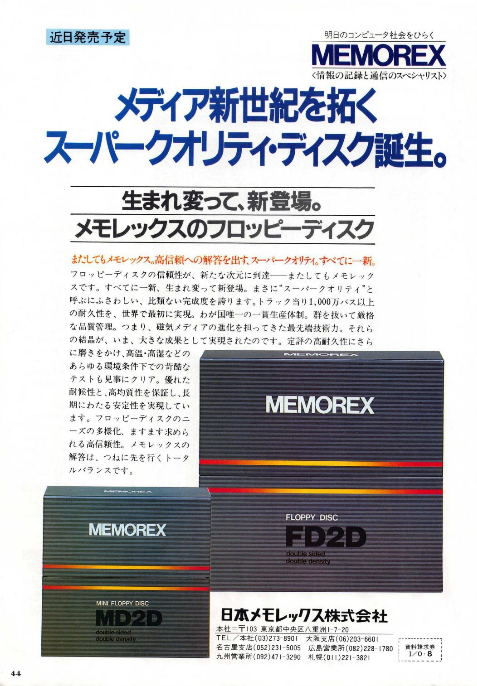 近日発売予定
明日のコンピュータ社会をひらく
MEMOREX
〈情報の記録と通信のスペシャリスト〉
メディア新世紀を拓く
スーパークオリティ・ディスク誕生。
生まれ変って、新登場。
メモレックスのフロッピーディスク
またしてもメモレックス。高信頼への解答を出す、スーパークオリティ。すべてに一新。
フロッピーディスクの信頼性が、新たな次元に到達——またしてもメモレック
スです。すべてに一新、生まれ変って新登場。まさに“スーパークオリティ”と
呼ぶにふさわしい、比類ない完成度を誇ります。トラック当り1,000万パス以上
の耐久性を、世界で最初に実現。わが国唯一の一貫生産体制。群を抜いて厳格
な品質管理。つまり、磁気メディアの進化を担ってきた最先端技術力。それら
の結晶が、いま、大きな成果として実現されたのです。定評の高耐久性にさら
に磨きをかけ、高温・高湿などの
あらゆる環境条件下での苛酷な
テストも見事にクリア。優れた
耐候性と、高均質性を保証し、長
期にわたる安定性を実現してい
ます。フロッピーディスクのニ
ーズの多様化、ますます求めら
れる高信頼性。メモレックスの
解答は、つねに先を行くトータ
ルバランスです。
MEMOREX
MEMOREX
FLOPPY DISC
FD2D
double sided
double density
MEMOREX
MEMOREX
MINI FLOPPY DISC
MD2D
double sided
double density
日本メモレックス株式会社
本社=〒103 東京都中央区八重洲1-7-20
TEL／本社(03)273-8901 大阪支店(06)203-6601
名古屋支店(052)231-5005 広島営業所(082)228-1780
九州営業所(092)471-3290 札幌(011)221-3821
資料請求券
I/O・8
44